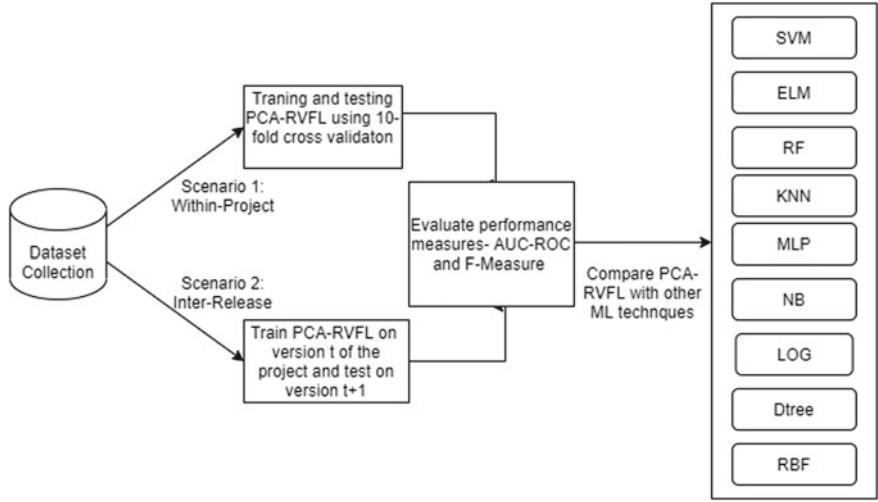 Dataset
Collection
Scenario 1:
Within-Project
Scenario 2:
Inter-Release
Traning and testing
PCA-RVFL using 10-
fold cross validaton
Train PCA-RVFL on
version t of the
project and test on
version t+1
Evaluate performance
measures- AUC-ROC
and F-Measure
Compare PCA-
RVFL with other
ML technques
SVM
ELM
RF
KNN
MLP
NB
LOG
Dtree
RBF